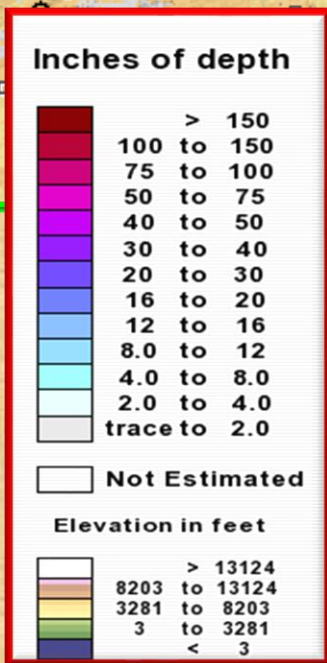 Inches of depth
> 150
100 to 150
75 to 100
50 to 75
40 to 50
30 to 40
20 to 30
16 to 20
12 to 16
8.0 to 12
4.0 to 8.0
2.0 to 4.0
trace to 2.0
Not Estimated
Elevation in feet
> 13124
8203 to 13124
3281 to 8203
3 to 3281
< 3